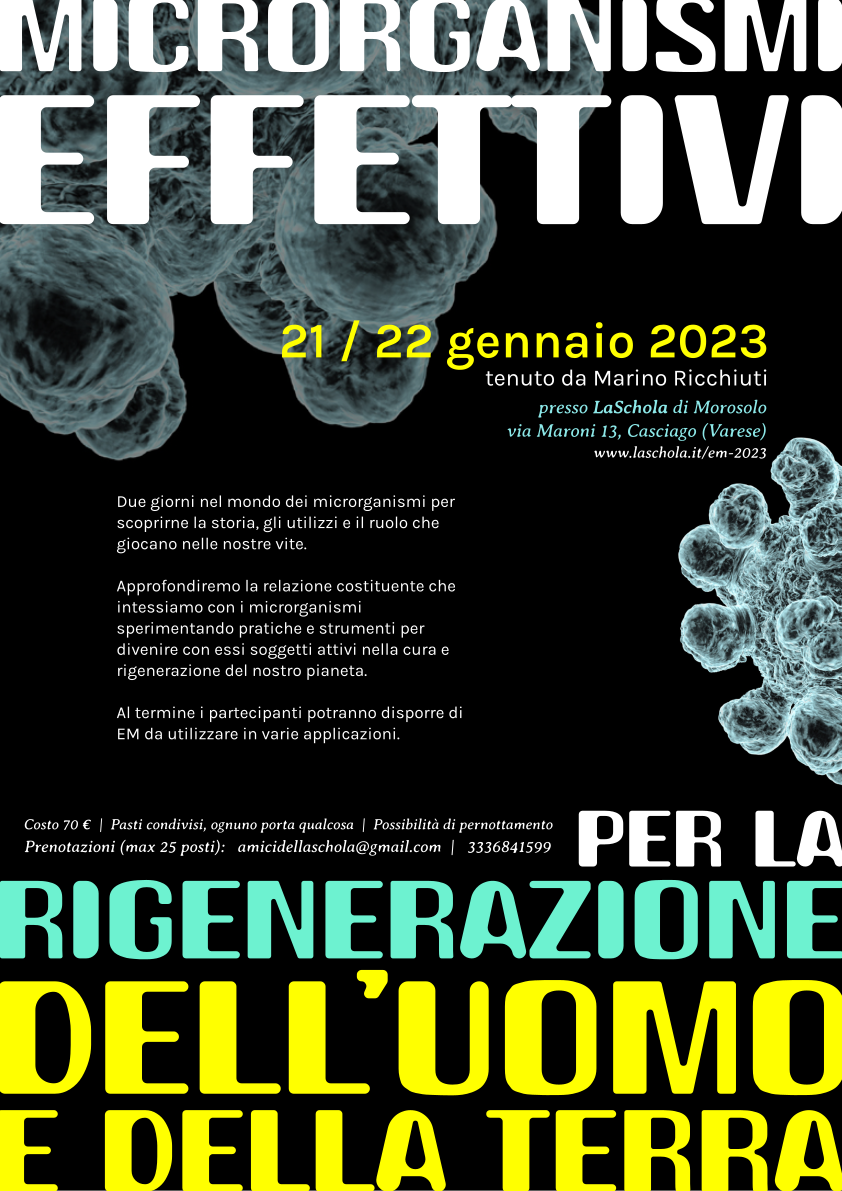 MICRORGANISMI
EFFETTIVI
21 / 22 gennaio 2023
tenuto da Marino Ricchiuti
presso LaSchola di Morosolo
via Maroni 13, Casciago (Varese)
www.laschola.it/em-2023
Due giorni nel mondo dei microrganismi per
scoprirne la storia, gli utilizzi e il ruolo che
giocano nelle nostre vite.
Approfondiremo la relazione costituente che
intessiamo con i microrganismi
sperimentando pratiche e strumenti per
divenire con essi soggetti attivi nella cura e
rigenerazione del nostro pianeta.
Al termine i partecipanti potranno disporre di
EM da utilizzare in varie applicazioni.
Costo 70 € | Pasti condivisi, ognuno porta qualcosa | Possibilità di pernottamento
Prenotazioni (max 25 posti): amicidellaschola@gmail.com | 3336841599
PER LA
RIGENERAZIONE
DELL'UOMO
E DELLA TERRA